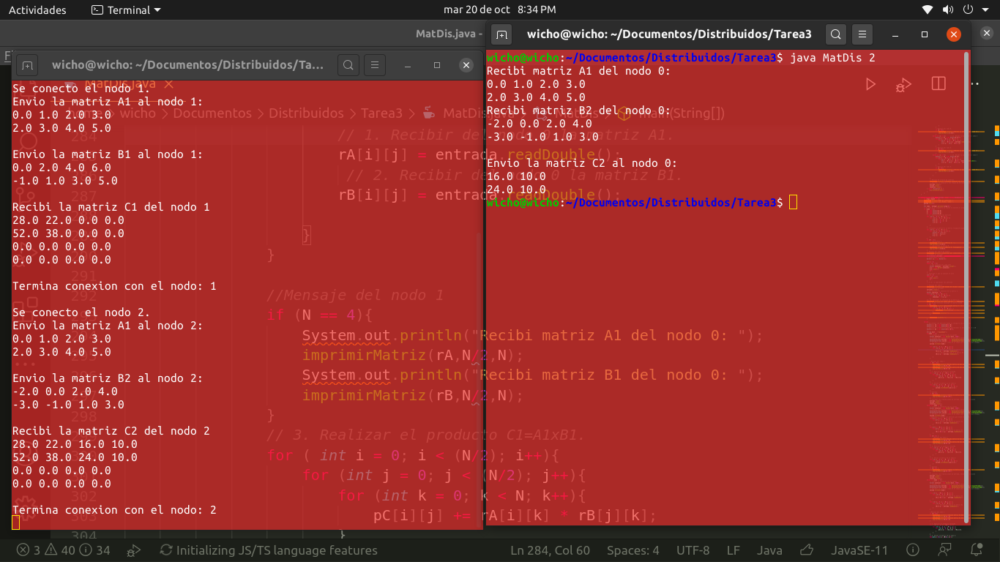 Actividades
Terminal
mar 20 de oct 8:34 PM
MatDis.java -
wicho@wicho: ~/Documentos/Distribuidos/Ta...
MatDis.java
wicho > Documentos > Distribuidos > Tarea3 >
Se conecto el nodo 1.
Envio la matriz A1 al nodo 1:
0.0 1.0 2.0 3.0
2.0 3.0 4.0 5.0
Envio la matriz B1 al nodo 1:
0.0 2.0 4.0 6.0
-1.0 1.0 3.0 5.0
Recibi la matriz C1 del nodo 1
28.0 22.0 0.0 0.0
52.0 38.0 0.0 0.0
0.0 0.0 0.0 0.0
0.0 0.0 0.0 0.0
Termina conexion con el nodo: 1
Se conecto el nodo 2.
Envio la matriz A1 al nodo 2:
0.0 1.0 2.0 3.0
2.0 3.0 4.0 5.0
Envio la matriz B2 al nodo 2:
-2.0 0.0 2.0 4.0
-3.0 -1.0 1.0 3.0
Recibi la matriz C2 del nodo 2
28.0 22.0 16.0 10.0
52.0 38.0 24.0 10.0
0.0 0.0 0.0 0.0
0.0 0.0 0.0 0.0
Termina conexion con el nodo: 2
wicho@wicho: ~/Documentos/Distribuidos/Tarea3
wicho@wicho:~/Documentos/Distribuidos/Tarea3$ java MatDis 2
Recibi matriz A1 del nodo 0:
0.0 1.0 2.0 3.0
2.0 3.0 4.0 5.0
Recibi matriz B2 del nodo 0:
-2.0 0.0 2.0 4.0
-3.0 -1.0 1.0 3.0
Envio la matriz C2 al nodo 0:
16.0 10.0
24.0 10.0
wicho@wicho:~/Documentos/Distribuidos/Tarea3$
main(String[])
284 // 1. Recibir del nodo 0 la matriz A1.
rA[i][j] = entrada.readDouble();
// 2. Recibir del nodo 0 la matriz B1.
287 rB[i][j] = entrada.readDouble();
}
}
291
292 //Mensaje del nodo 1
if (N == 4){
System.out.println("Recibi matriz A1 del nodo 0: ");
imprimirMatriz(rA,N/2,N);
System.out.println("Recibi matriz B1 del nodo 0: ");
imprimirMatriz(rB,N/2,N);
298 }
// 3. Realizar el producto C1=A1xB1.
for ( int i = 0; i < (N/2); i++){
for (int j = 0; j < (N/2); j++){
302 for (int k = 0; k < N; k++){
303 pC[i][j] += rA[i][k] * rB[j][k];
304 }
3 40 34
Initializing JS/TS language features
Ln 284, Col 60
Spaces: 4
UTF-8
LF
Java
JavaSE-11